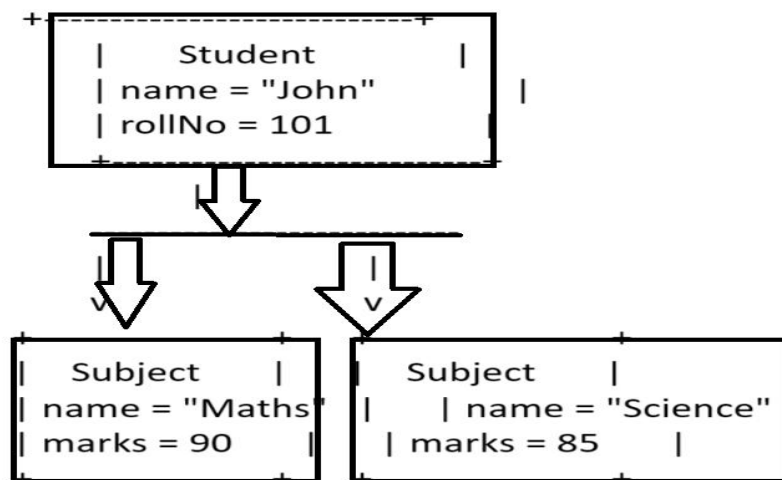 Student
name = "John"
rollNo = 101
v
v
Subject
name = "Maths"
marks = 90
Subject
name = "Science"
marks = 85